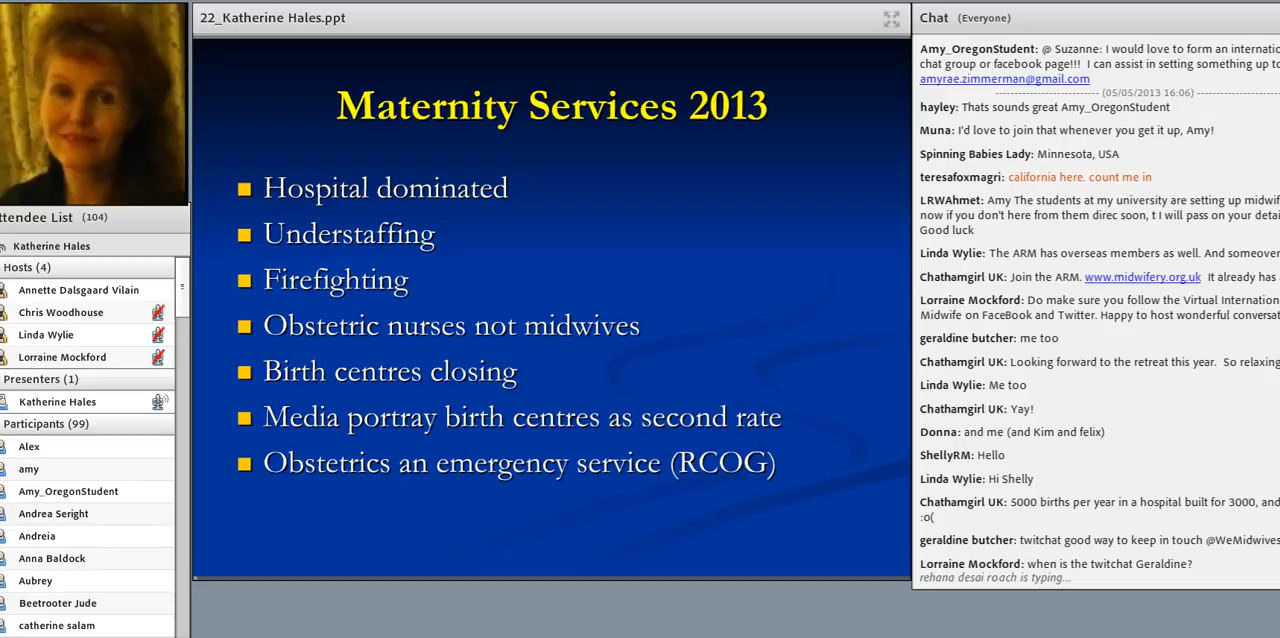 22_Katherine Hales.ppt
Maternity Services 2013
Hospital dominated
Understaffing
Firefighting
Obstetric nurses not midwives
Birth centres closing
Media portray birth centres as second rate
Obstetrics an emergency service (RCOG)
ttendee List (104)
Katherine Hales
Hosts (4)
Annette Dalsgaard Vilain
Chris Woodhouse
Linda Wylie
Lorraine Mockford
Presenters (1)
Katherine Hales
Participants (99)
Alex
amy
Amy_OregonStudent
Andrea Seright
Andreia
Anna Baldock
Aubrey
Beetrooter Jude
catherine salam
Chat (Everyone)
Amy_OregonStudent: @ Suzanne: I would love to form an internatic
chat group or facebook page!!! I can assist in setting something up to
amyrae.zimmerman@gmail.com
(05/05/2013 16:06)
hayley: Thats sounds great Amy_OregonStudent
Muna: I'd love to join that whenever you get it up, Amy!
Spinning Babies Lady: Minnesota, USA
teresafoxmagri: california here. count me in
LRWAhmet: Amy The students at my university are setting up midwif
now if you don't here from them direc soon, t I will pass on your detai
Good luck
Linda Wylie: The ARM has overseas members as well. And someover
Chathamgirl UK: Join the ARM. www.midwifery.org.uk It already has
Lorraine Mockford: Do make sure you follow the Virtual Internation
Midwife on FaceBook and Twitter. Happy to host wonderful conversat
geraldine butcher: me too
Chathamgirl UK: Looking forward to the retreat this year. So relaxing
Linda Wylie: Me too
Chathamgirl UK: Yay!
Donna: and me (and Kim and felix)
ShellyRM: Hello
Linda Wylie: Hi Shelly
Chathamgirl UK: 5000 births per year in a hospital built for 3000, and
:o(
geraldine butcher: twitchat good way to keep in touch @WeMidwives
Lorraine Mockford: when is the twitchat Geraldine?
rehana desai roach is typing...